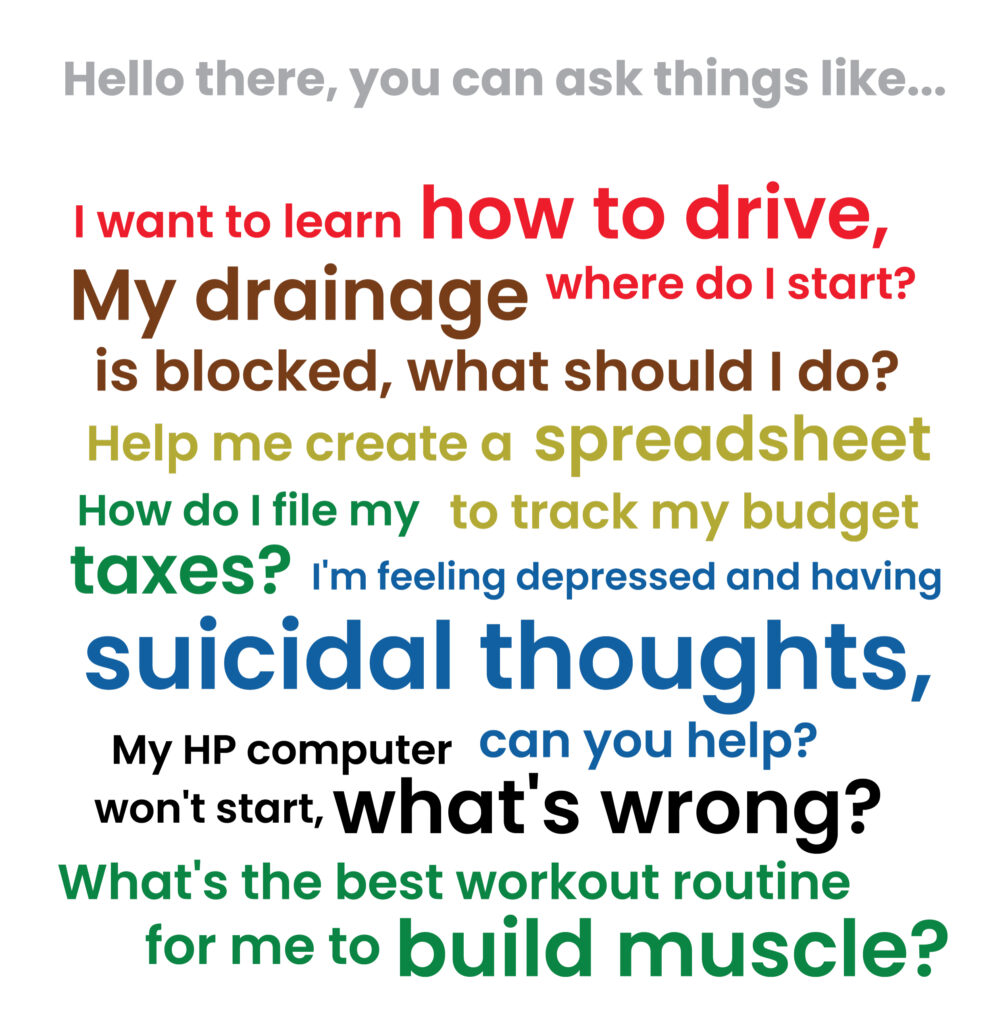 Hello there, you can ask things like...
I want to learn how to drive,
where do I start?
My drainage
is blocked, what should I do?
Help me create a spreadsheet
to track my budget
How do I file my
taxes?
I'm feeling depressed and having
suicidal thoughts,
can you help?
My HP computer
won't start, what's wrong?
What's the best workout routine
for me to build muscle?